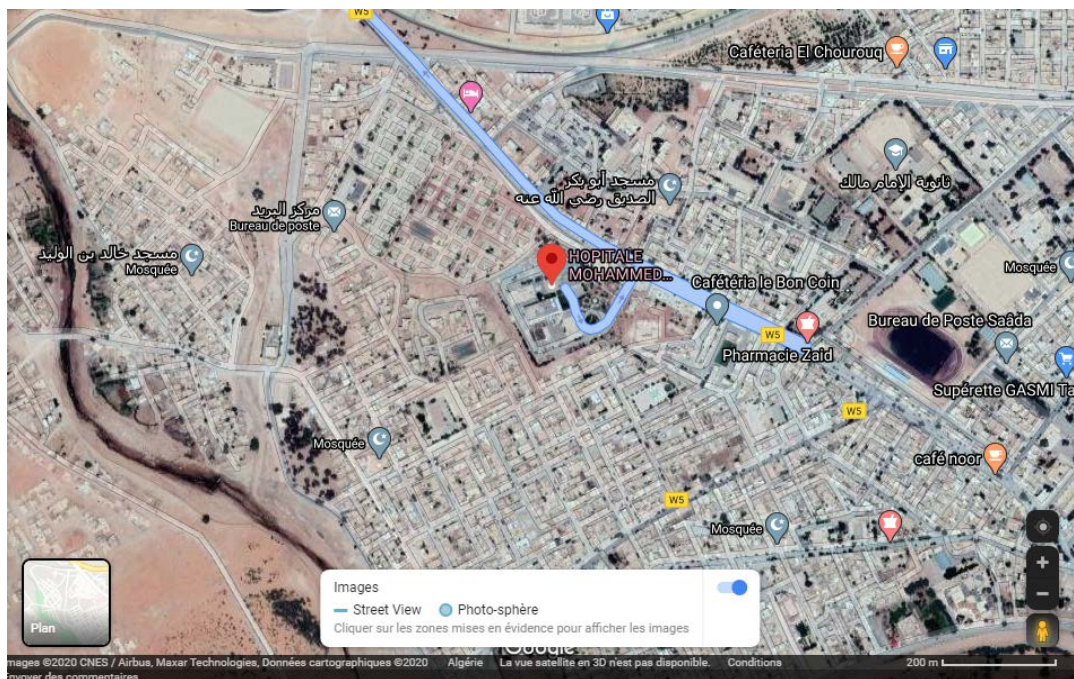 W5
Caféteria El Chourouq
ثانوية الإمام مالك
مسجد أبو بكر
الصديق رضي الله عنه
مركز البريد
Bureau de poste
مسجد خالد بن الوليد
Mosquée
HOPITALE
MOHAMMED...
Mosquée
Cafétéria le Bon Coin
W5
Bureau de Poste Saâda
Pharmacie Zaid
Supérette GASMI Ta
W5
Mosquée
café noor
W5
Mosquée
Images
Street View
Photo-sphère
Cliquer sur les zones mises en évidence pour afficher les images
Plan
Google
mages ©2020 CNES / Airbus, Maxar Technologies, Données cartographiques ©2020 Algérie La vue satellite en 3D n'est pas disponible. Conditions 200 m
Envoyer des commentaires